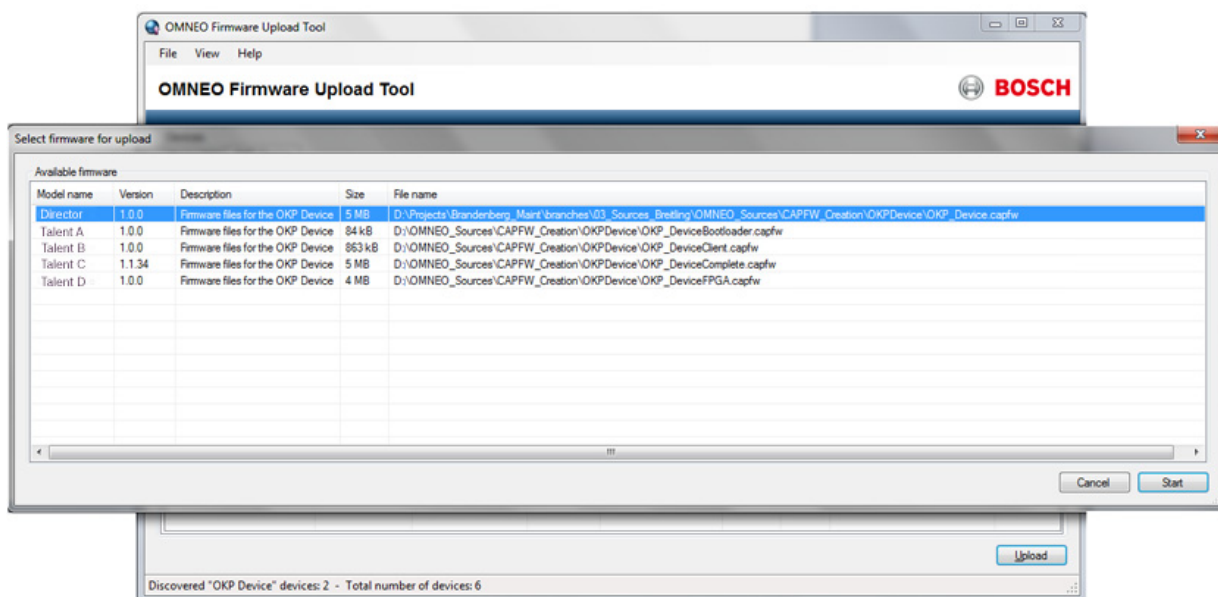 OMNEO Firmware Upload Tool
File View Help
OMNEO Firmware Upload Tool
BOSCH
Select firmware for upload
Available firmware
Model name Version Description Size File name
Director 1.0.0 Firmware files for the OKP Device 5 MB D:\Projects\Brandenberg_Maint\branches\03_Sources_Breitling\OMNEO_Sources\CAPFW_Creation\OKPDevice\OKP_Device.capfw
Talent A 1.0.0 Firmware files for the OKP Device 84 kB D:\OMNEO_Sources\CAPFW_Creation\OKPDevice\OKP_DeviceBootloader.capfw
Talent B 1.0.0 Firmware files for the OKP Device 863 kB D:\OMNEO_Sources\CAPFW_Creation\OKPDevice\OKP_DeviceClient.capfw
Talent C 1.1.34 Firmware files for the OKP Device 5 MB D:\OMNEO_Sources\CAPFW_Creation\OKPDevice\OKP_DeviceComplete.capfw
Talent D 1.0.0 Firmware files for the OKP Device 4 MB D:\OMNEO_Sources\CAPFW_Creation\OKPDevice\OKP_DeviceFPGA.capfw
Cancel Start
Upload
Discovered "OKP Device" devices: 2 - Total number of devices: 6